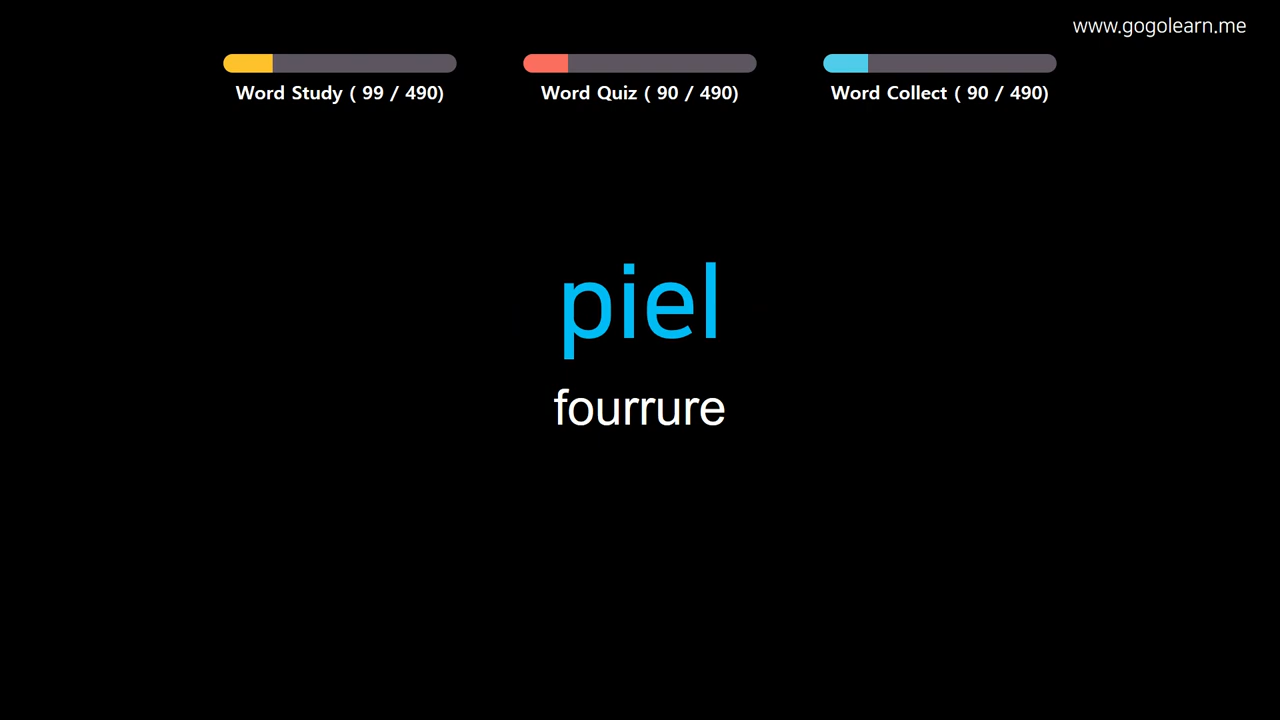 www.gogolearn.me
Word Study ( 99 / 490)
Word Quiz ( 90 / 490)
Word Collect ( 90 / 490)
piel
fourrure